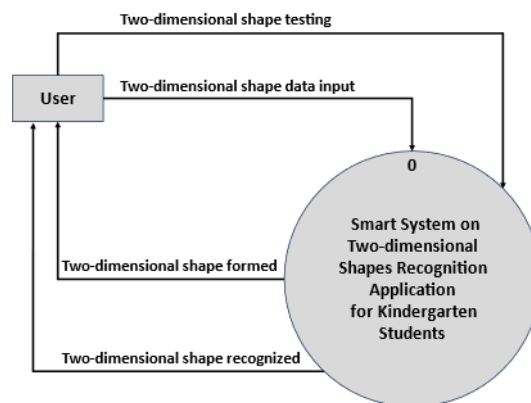 Two-dimensional shape testing
User
Two-dimensional shape data input
0
Smart System on
Two-dimensional
Shapes Recognition
Application
for Kindergarten
Students
Two-dimensional shape formed
Two-dimensional shape recognized